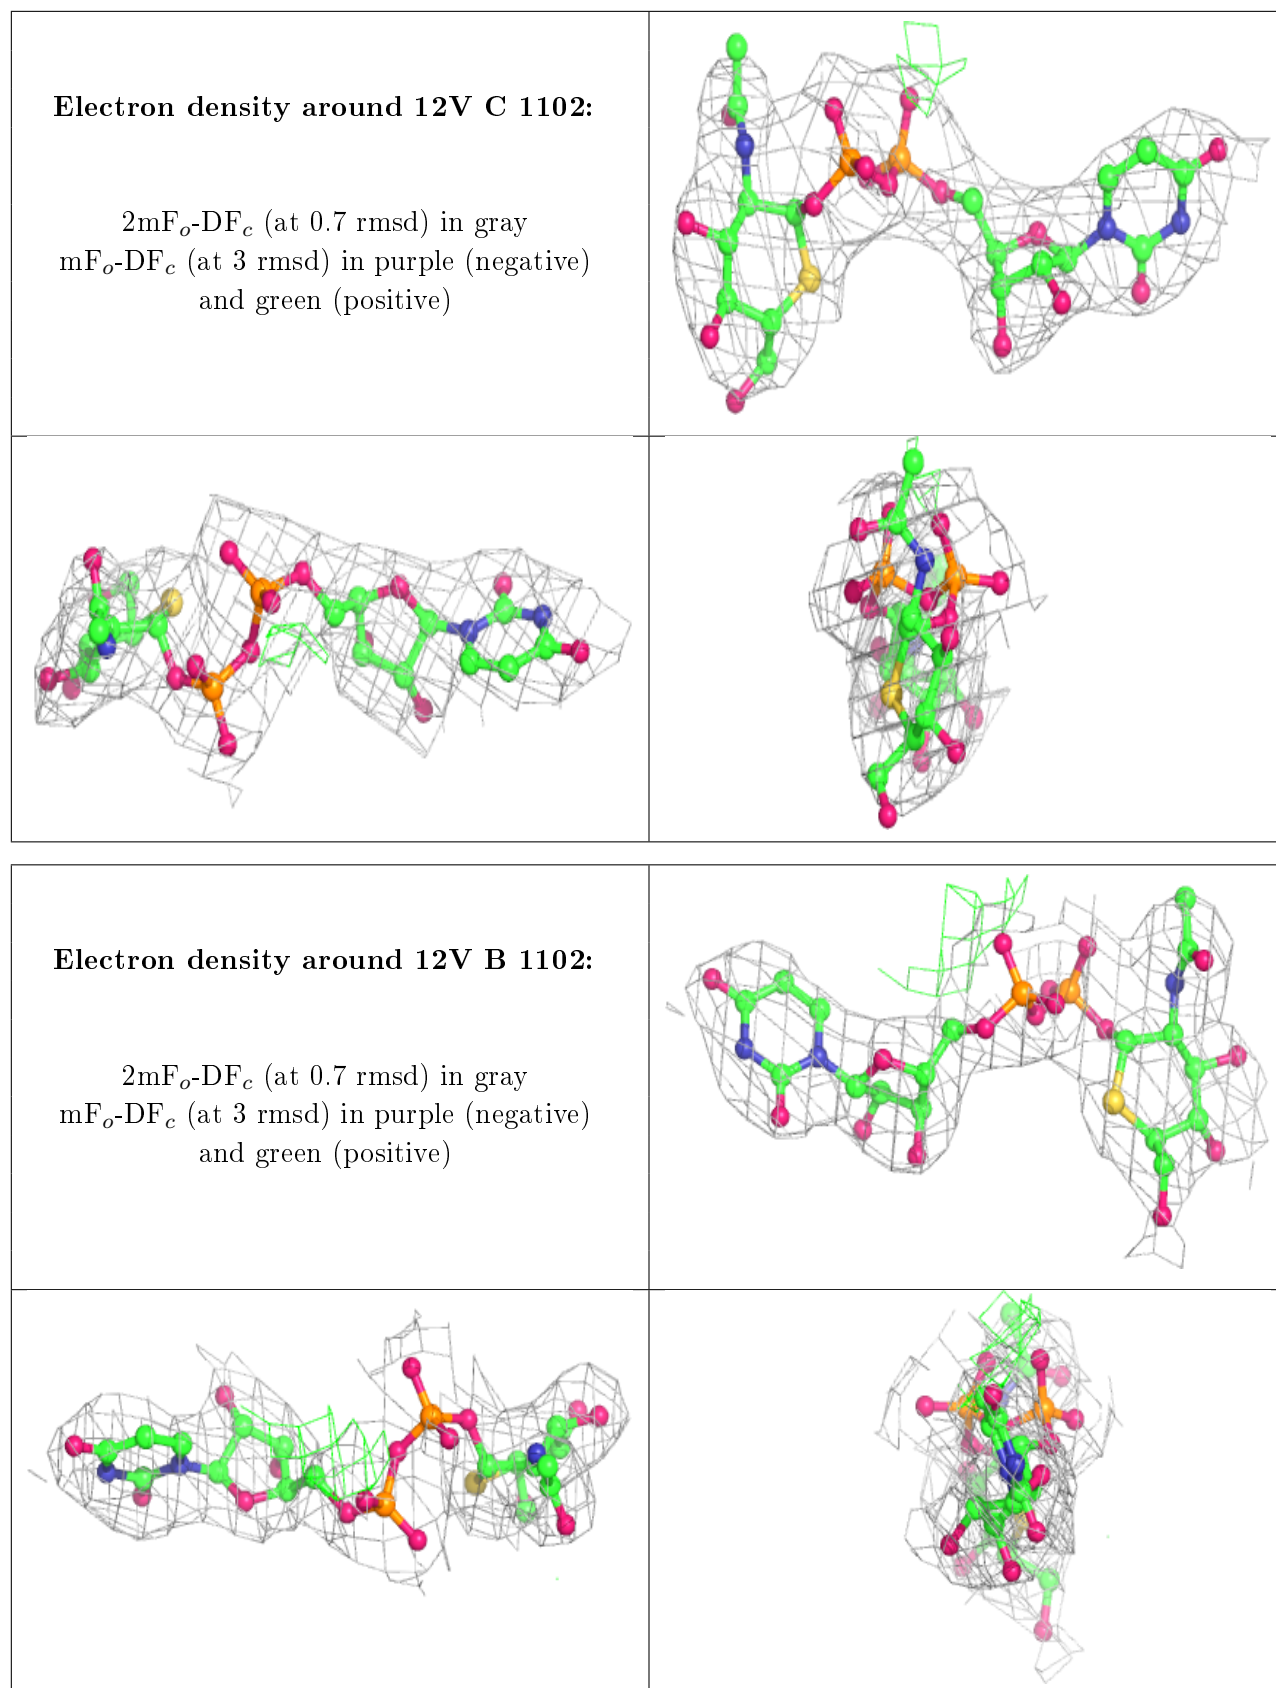 Electron density around 12V C 1102:
2mFo-DFc (at 0.7 rmsd) in gray
mFo-DFc (at 3 rmsd) in purple (negative)
and green (positive)
Electron density around 12V B 1102:
2mFo-DFc (at 0.7 rmsd) in gray
mFo-DFc (at 3 rmsd) in purple (negative)
and green (positive)